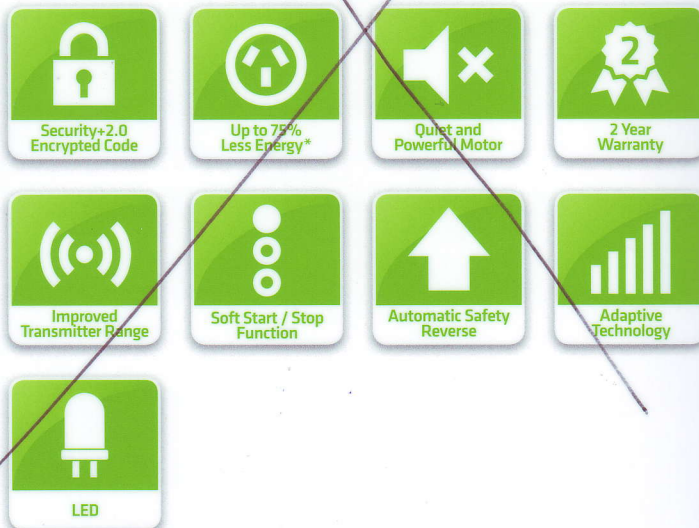 Security+2.0
Encrypted Code
Up to 75%
Less Energy*
Quiet and
Powerful Motor
2
2 Year
Warranty
Improved
Transmitter Range
Soft Start / Stop
Function
Automatic Safety
Reverse
Adaptive
Technology
LED